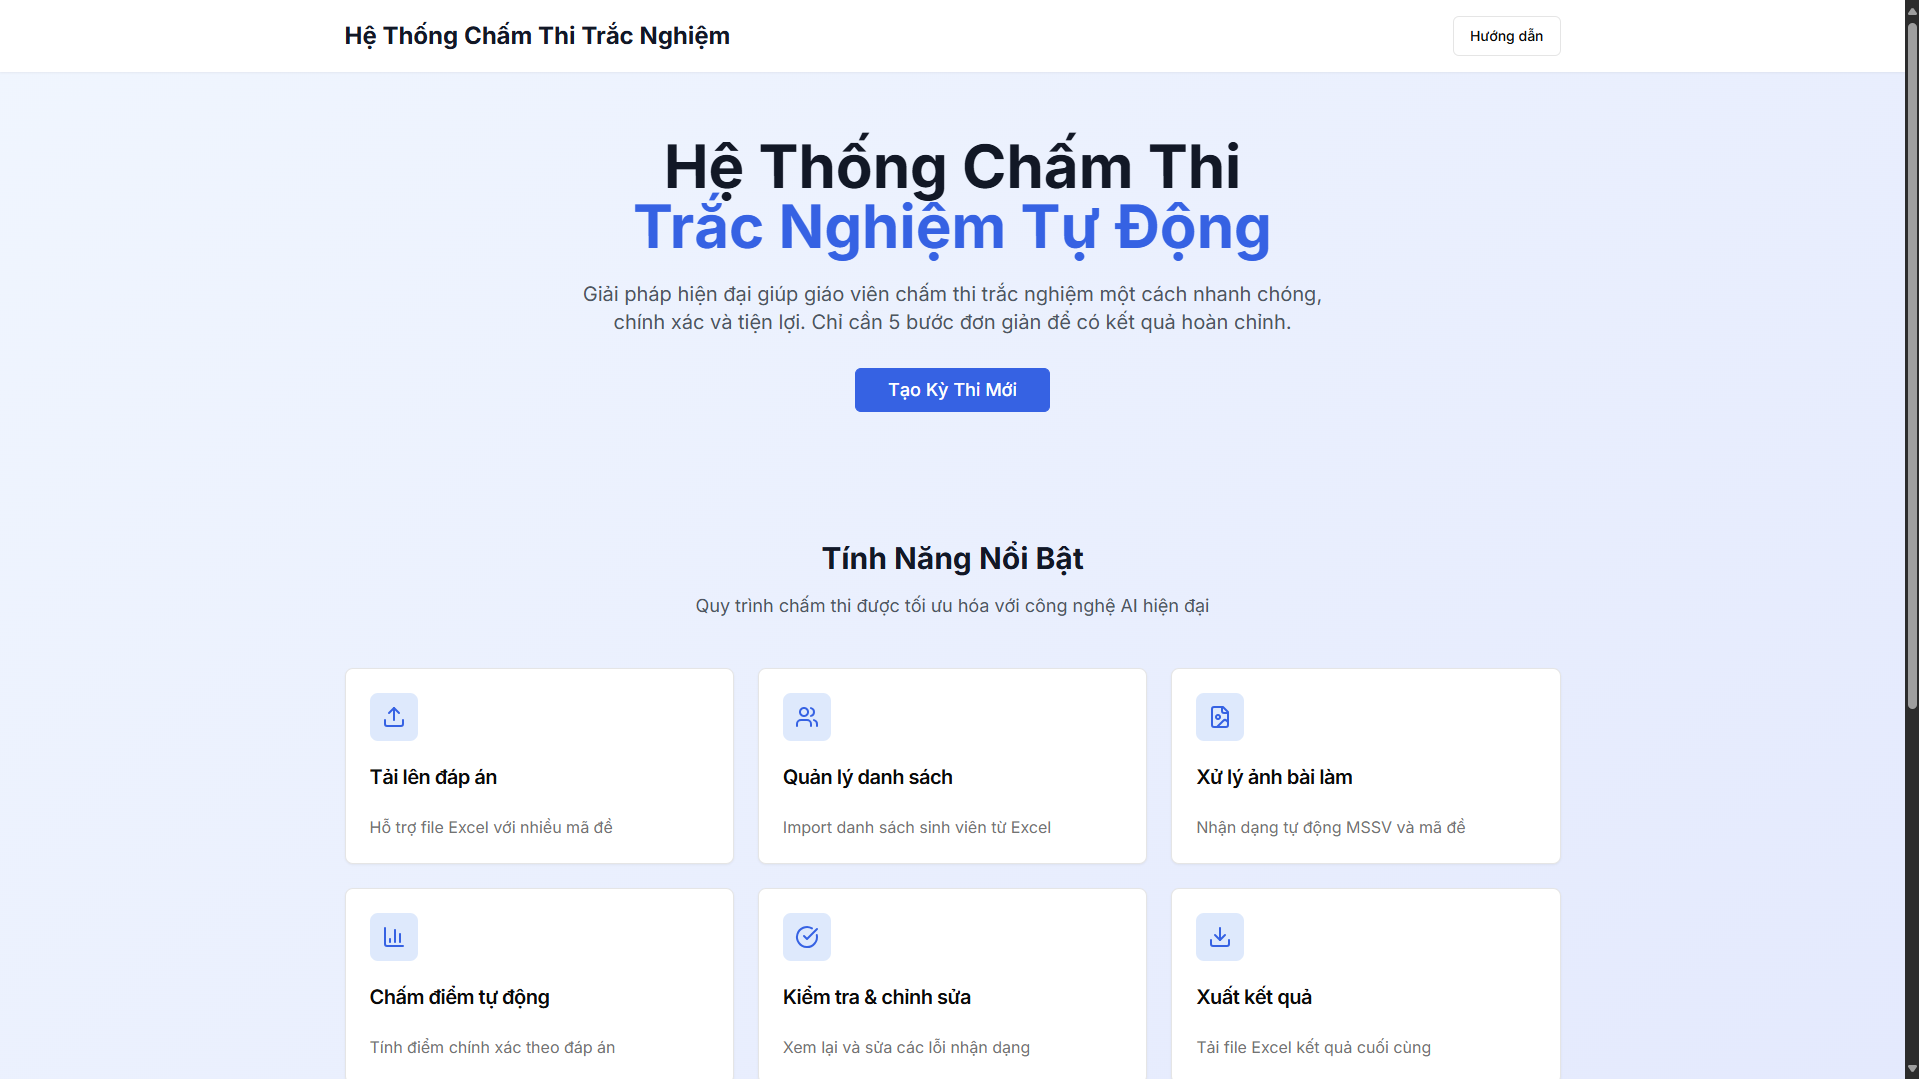 Hệ Thống Chấm Thi Trắc Nghiệm
Hướng dẫn
Hệ Thống Chấm Thi
Trắc Nghiệm Tự Động
Giải pháp hiện đại giúp giáo viên chấm thi trắc nghiệm một cách nhanh chóng,
chính xác và tiện lợi. Chỉ cần 5 bước đơn giản để có kết quả hoàn chỉnh.
Tạo Kỳ Thi Mới
Tính Năng Nổi Bật
Quy trình chấm thi được tối ưu hóa với công nghệ AI hiện đại
Tải lên đáp án
Hỗ trợ file Excel với nhiều mã đề
Quản lý danh sách
Import danh sách sinh viên từ Excel
Xử lý ảnh bài làm
Nhận dạng tự động MSSV và mã đề
Chấm điểm tự động
Tính điểm chính xác theo đáp án
Kiểm tra & chỉnh sửa
Xem lại và sửa các lỗi nhận dạng
Xuất kết quả
Tải file Excel kết quả cuối cùng